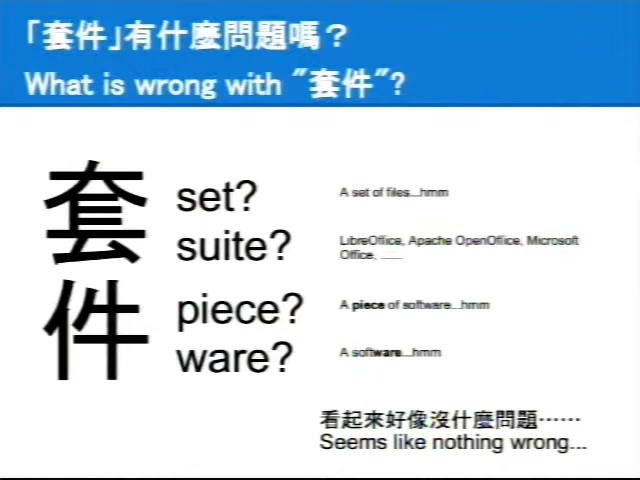 「套件」有什麼問題嗎？
What is wrong with "套件"?
套
set?
A set of files...hmm
suite?
LibreOffice, Apache OpenOffice, Microsoft
Office, ......
件
piece?
A piece of software...hmm
ware?
A software...hmm
看起來好像沒什麼問題……
Seems like nothing wrong...